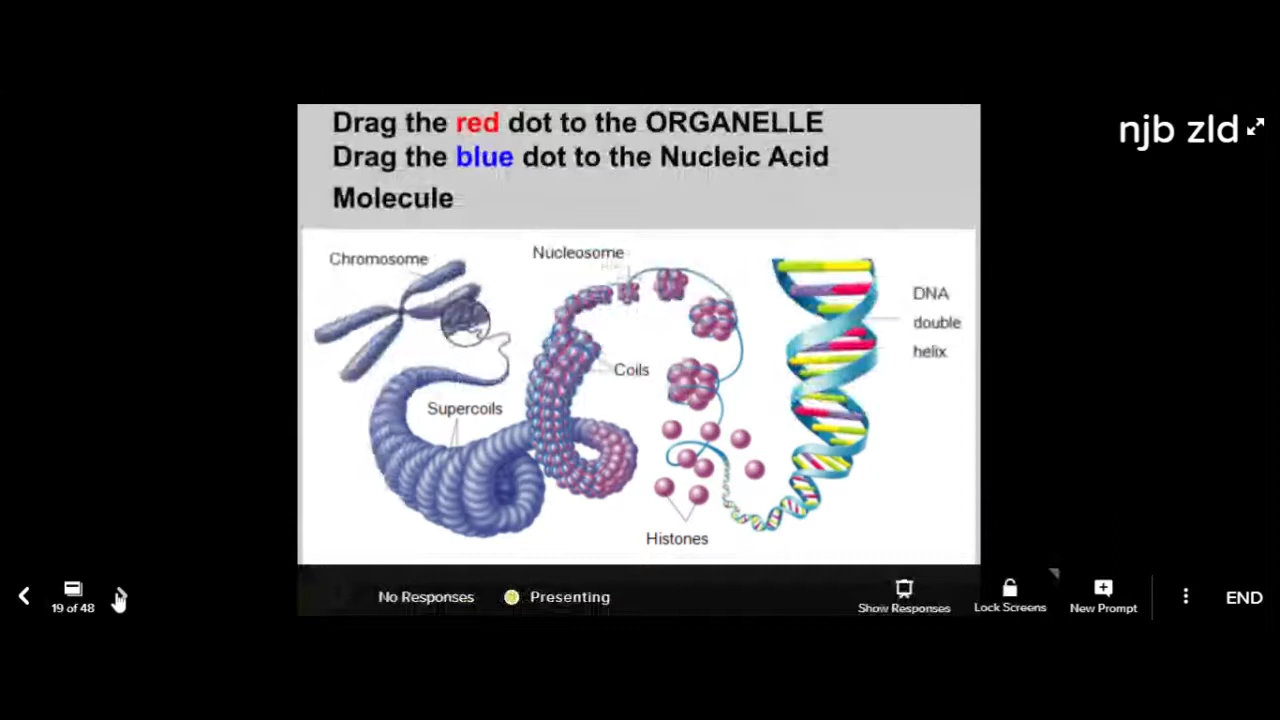 Drag the red dot to the ORGANELLE
Drag the blue dot to the Nucleic Acid
Molecule
njb zld
Chromosome
Nucleosome
DNA
double
helix
Coils
Supercoils
Histones
19 of 48
No Responses
Presenting
Show Responses
Lock Screens
New Prompt
END